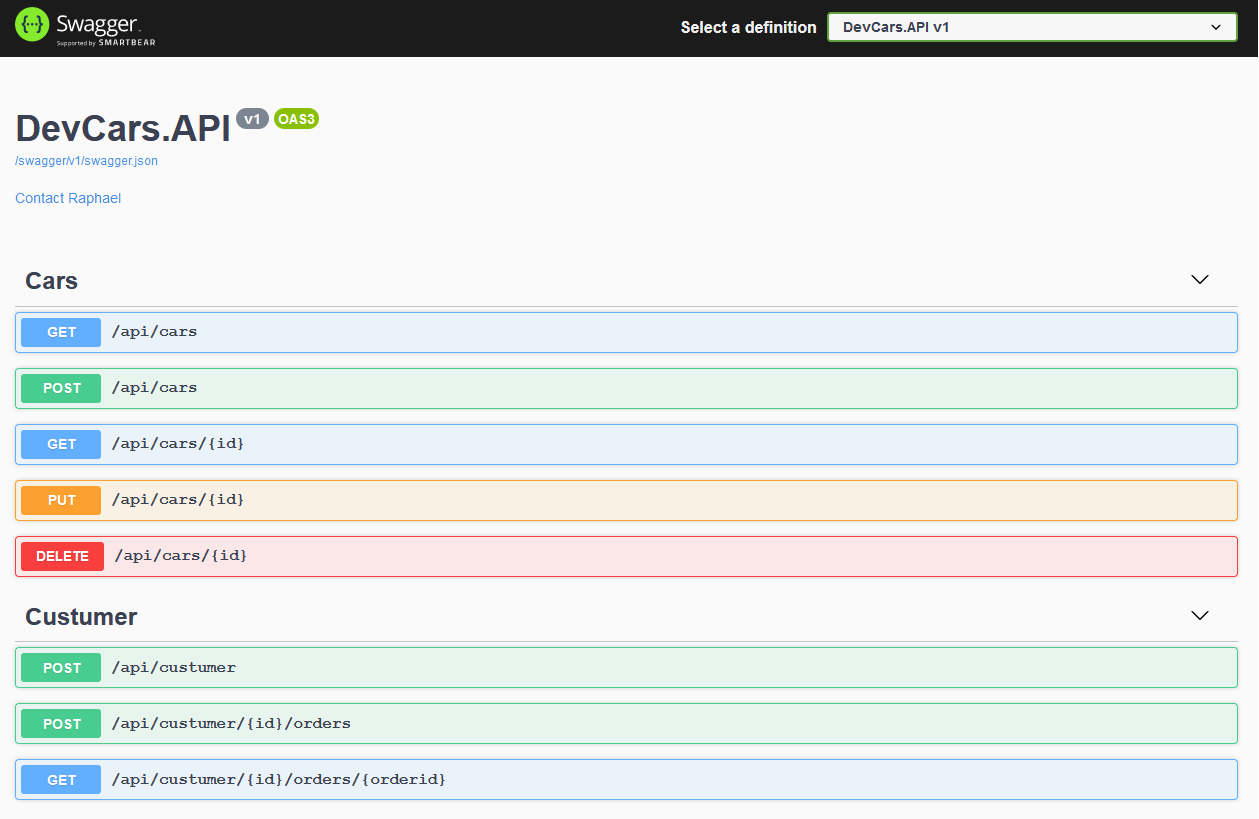 {···} Swagger
Supported by SMARTBEAR
Select a definition
DevCars.API v1
DevCars.API v1 OAS3
/swagger/v1/swagger.json
Contact Raphael
Cars
GET /api/cars
POST /api/cars
GET /api/cars/{id}
PUT /api/cars/{id}
DELETE /api/cars/{id}
Custumer
POST /api/custumer
POST /api/custumer/{id}/orders
GET /api/custumer/{id}/orders/{orderid}